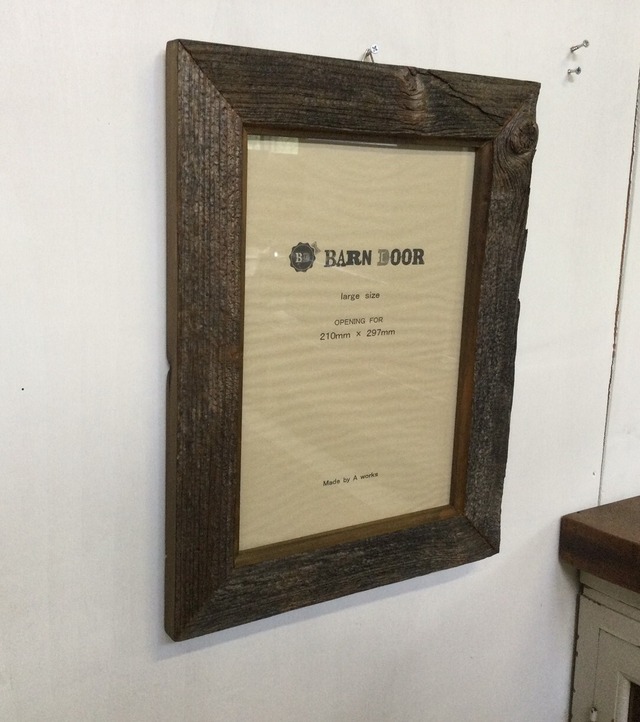 B
BARN DOOR
large size
OPENING FOR
210mm × 297mm
Made by A works